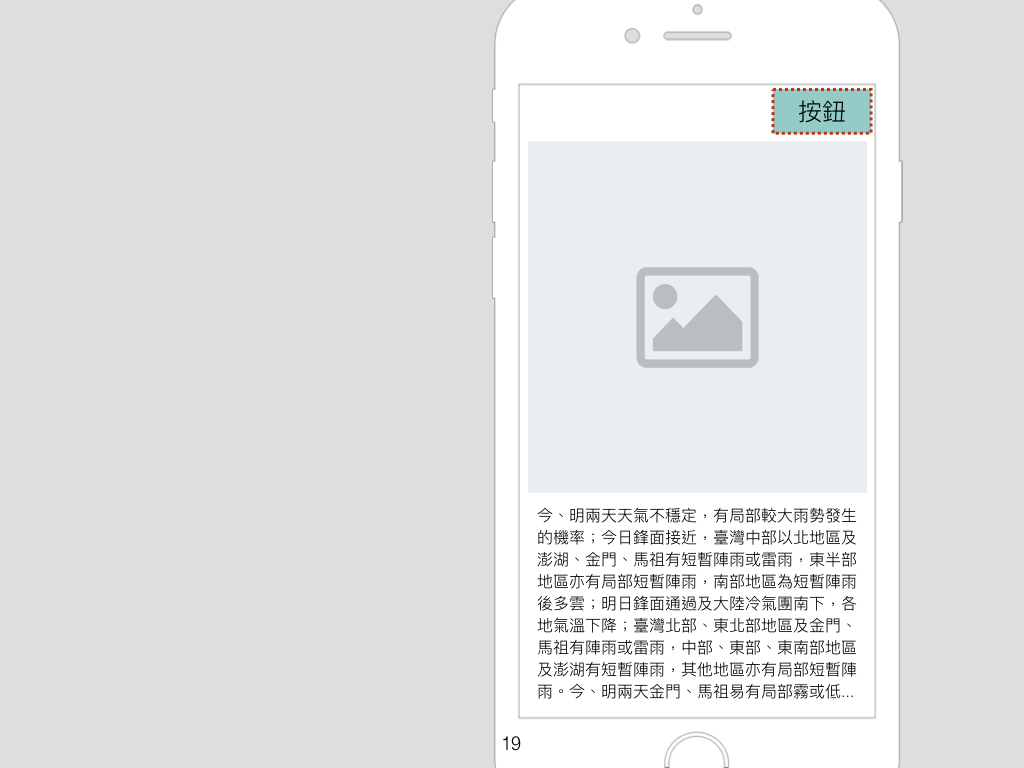 按鈕
今、明兩天天氣不穩定，有局部較大雨勢發生
的機率；今日鋒面接近，臺灣中部以北地區及
澎湖、金門、馬祖有短暫陣雨或雷雨，東半部
地區亦有局部短暫陣雨，南部地區為短暫陣雨
後多雲；明日鋒面通過及大陸冷氣團南下，各
地氣溫下降；臺灣北部、東北部地區及金門、
馬祖有陣雨或雷雨，中部、東部、東南部地區
及澎湖有短暫陣雨，其他地區亦有局部短暫陣
雨。今、明兩天金門、馬祖易有局部霧或低...
19